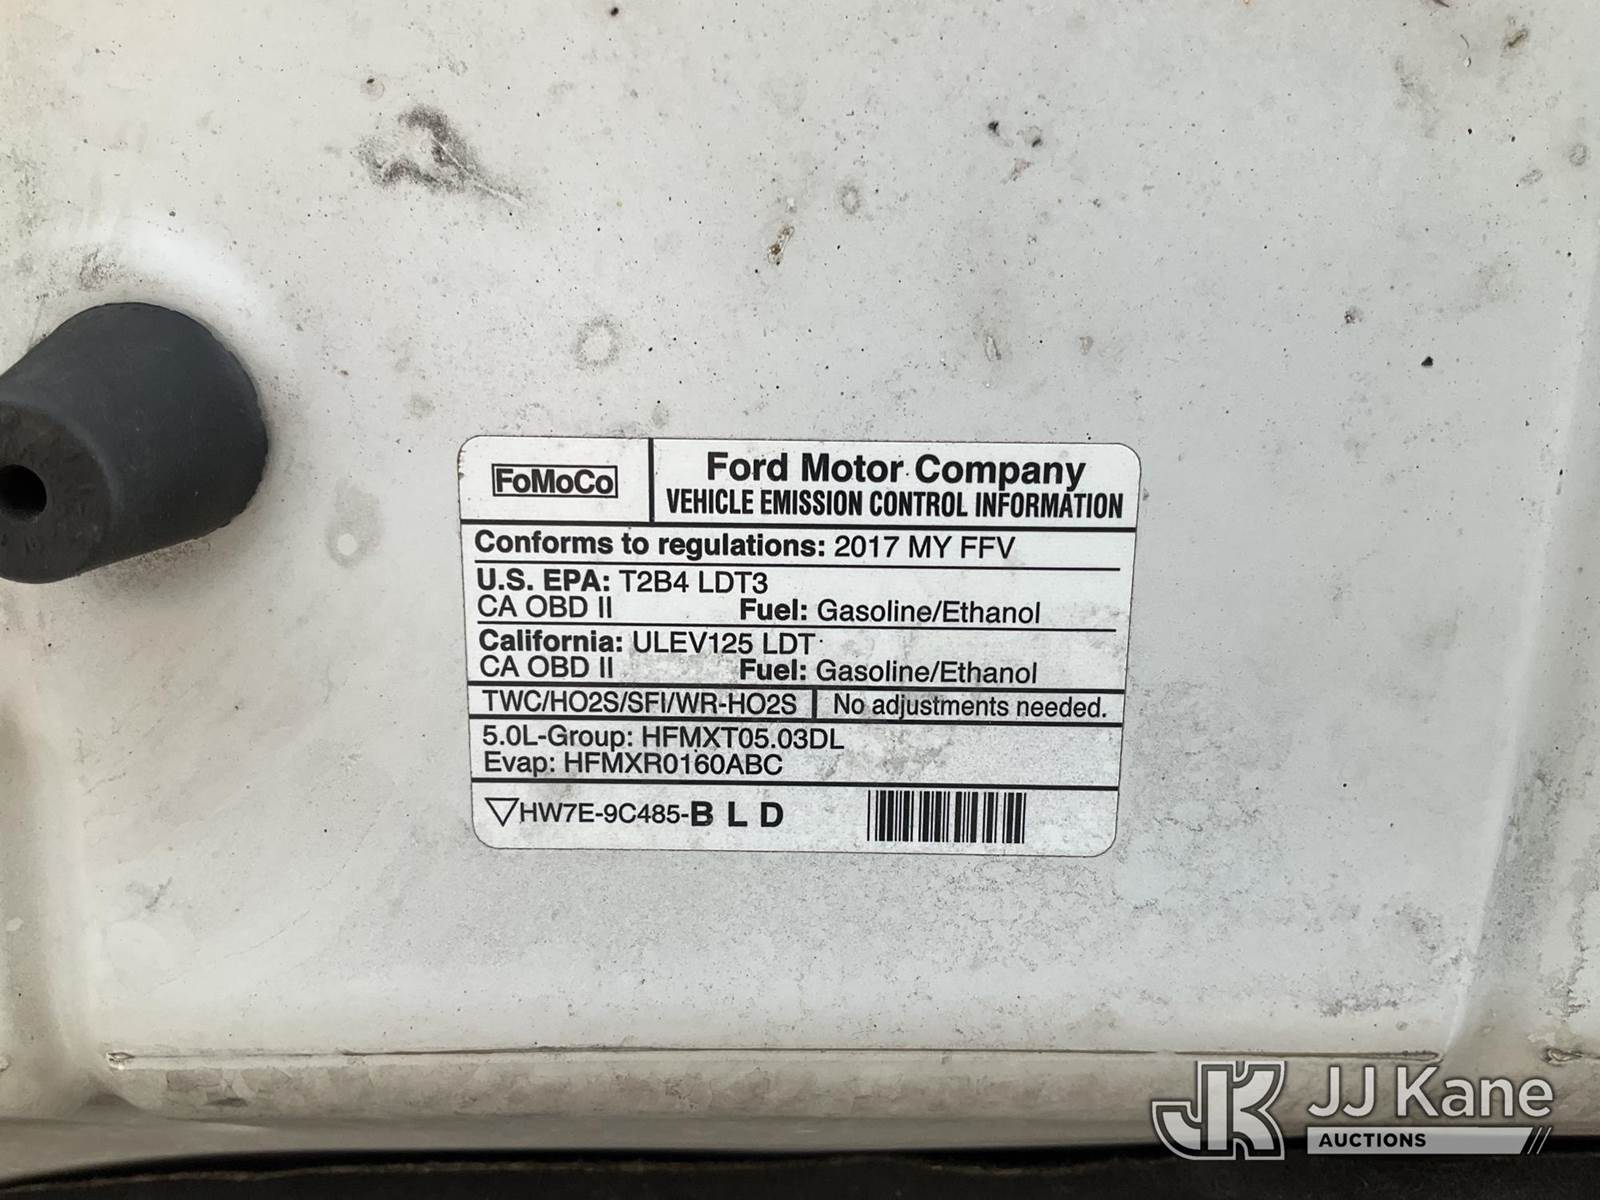 FoMoCo
Ford Motor Company
VEHICLE EMISSION CONTROL INFORMATION
Conforms to regulations: 2017 MY FFV
U.S. EPA: T2B4 LDT3
CA OBD II Fuel: Gasoline/Ethanol
California: ULEV125 LDT
CA OBD II Fuel: Gasoline/Ethanol
TWC/HO2S/SFI/WR-HO2S No adjustments needed.
5.0L-Group: HFMXT05.03DL
Evap: HFMXR0160ABC
HW7E-9C485-B L D
JK JJ Kane
AUCTIONS